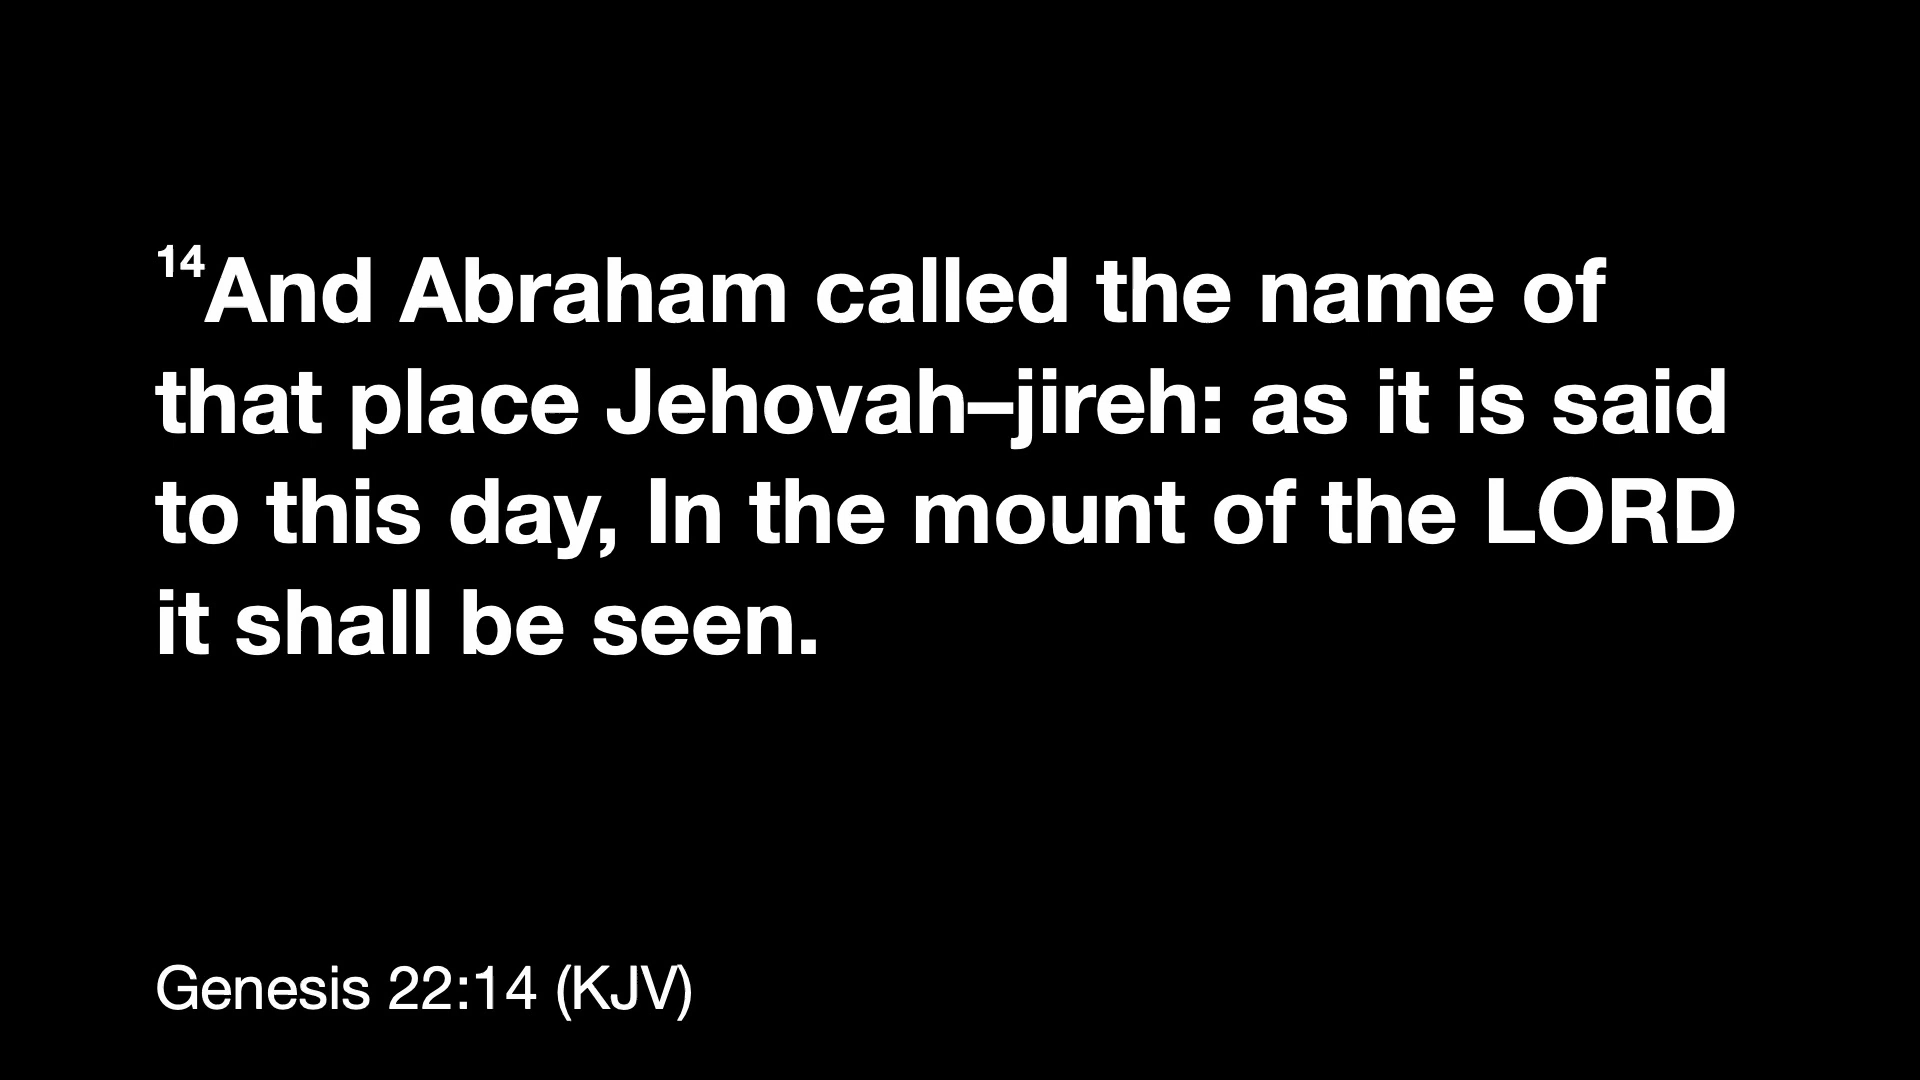 14And Abraham called the name of
that place Jehovah–jireh: as it is said
to this day, In the mount of the LORD
it shall be seen.
Genesis 22:14 (KJV)